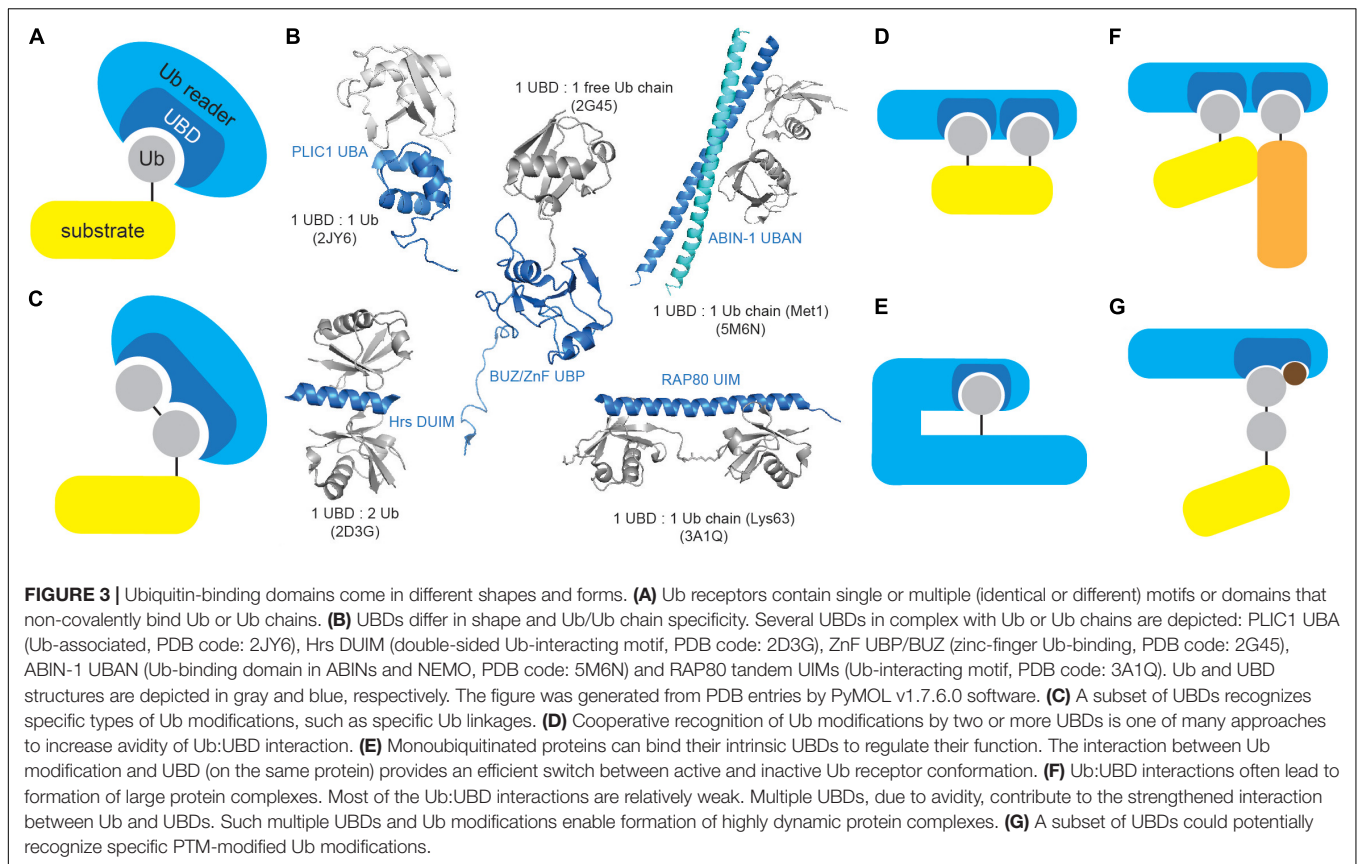 A
Ub reader
UBD
Ub
substrate
B
PLIC1 UBA
1 UBD : 1 Ub
(2JY6)
1 UBD : 1 free Ub chain
(2G45)
BUZ/ZnF UBP
ABIN-1 UBAN
1 UBD : 1 Ub chain (Met1)
(5M6N)
Hrs DUIM
1 UBD : 2 Ub
(2D3G)
RAP80 UIM
1 UBD : 1 Ub chain (Lys63)
(3A1Q)
C
D
E
F
G
FIGURE 3 | Ubiquitin-binding domains come in different shapes and forms. (A) Ub receptors contain single or multiple (identical or different) motifs or domains that
non-covalently bind Ub or Ub chains. (B) UBDs differ in shape and Ub/Ub chain specificity. Several UBDs in complex with Ub or Ub chains are depicted: PLIC1 UBA
(Ub-associated, PDB code: 2JY6), Hrs DUIM (double-sided Ub-interacting motif, PDB code: 2D3G), ZnF UBP/BUZ (zinc-finger Ub-binding, PDB code: 2G45),
ABIN-1 UBAN (Ub-binding domain in ABINs and NEMO, PDB code: 5M6N) and RAP80 tandem UIMs (Ub-interacting motif, PDB code: 3A1Q). Ub and UBD
structures are depicted in gray and blue, respectively. The figure was generated from PDB entries by PyMOL v1.7.6.0 software. (C) A subset of UBDs recognizes
specific types of Ub modifications, such as specific Ub linkages. (D) Cooperative recognition of Ub modifications by two or more UBDs is one of many approaches
to increase avidity of Ub:UBD interaction. (E) Monoubiquitinated proteins can bind their intrinsic UBDs to regulate their function. The interaction between Ub
modification and UBD (on the same protein) provides an efficient switch between active and inactive Ub receptor conformation. (F) Ub:UBD interactions often lead to
formation of large protein complexes. Most of the Ub:UBD interactions are relatively weak. Multiple UBDs, due to avidity, contribute to the strengthened interaction
between Ub and UBDs. Such multiple UBDs and Ub modifications enable formation of highly dynamic protein complexes. (G) A subset of UBDs could potentially
recognize specific PTM-modified Ub modifications.